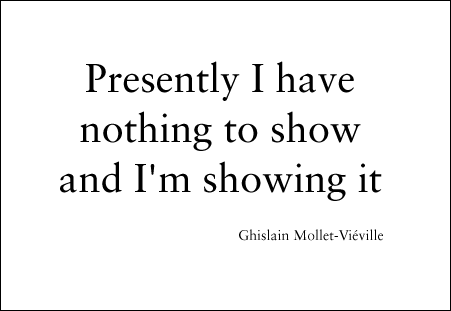 Presently I have
nothing to show
and I'm showing it
Ghislain Mollet-Viéville